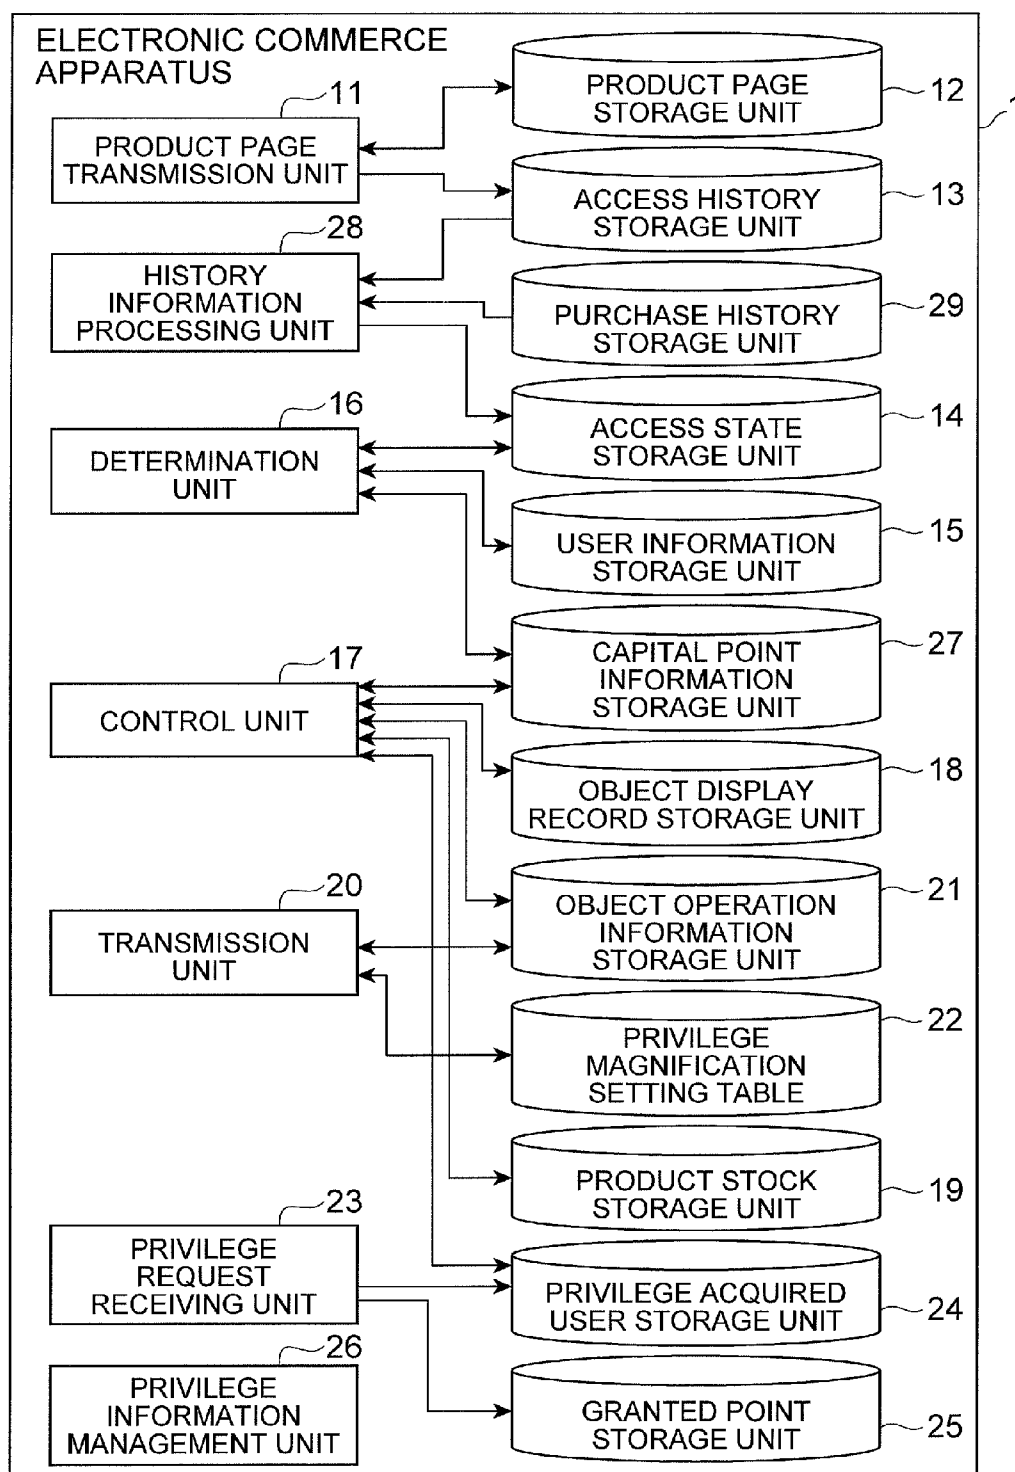 ELECTRONIC COMMERCE
APPARATUS
1
11
PRODUCT PAGE
TRANSMISSION UNIT
PRODUCT PAGE
STORAGE UNIT
12
ACCESS HISTORY
STORAGE UNIT
13
28
HISTORY
INFORMATION
PROCESSING UNIT
PURCHASE HISTORY
STORAGE UNIT
29
16
DETERMINATION
UNIT
ACCESS STATE
STORAGE UNIT
14
USER INFORMATION
STORAGE UNIT
15
CAPITAL POINT
INFORMATION
STORAGE UNIT
27
17
CONTROL UNIT
OBJECT DISPLAY
RECORD STORAGE UNIT
18
20
TRANSMISSION
UNIT
OBJECT OPERATION
INFORMATION
STORAGE UNIT
21
PRIVILEGE
MAGNIFICATION
SETTING TABLE
22
PRODUCT STOCK
STORAGE UNIT
19
23
PRIVILEGE
REQUEST
RECEIVING UNIT
PRIVILEGE ACQUIRED
USER STORAGE UNIT
24
26
PRIVILEGE
INFORMATION
MANAGEMENT UNIT
GRANTED POINT
STORAGE UNIT
25